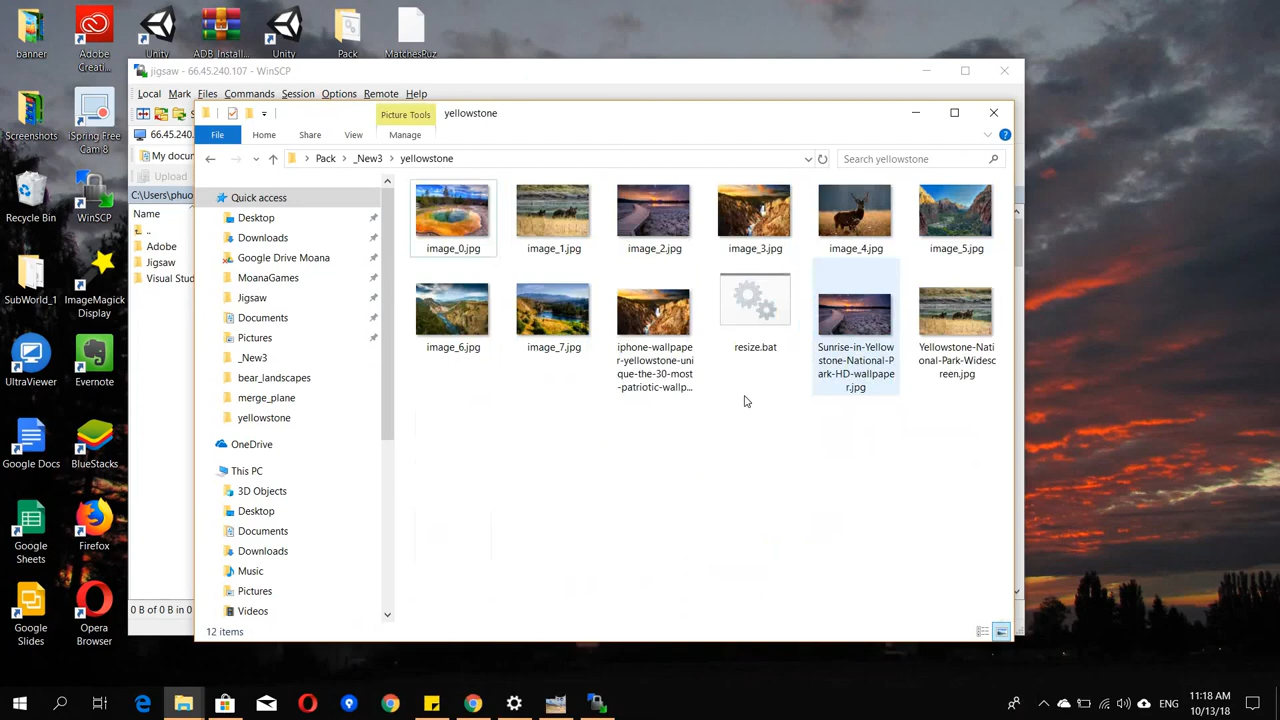 banner
Adobe
Creati...
Unity
ADB_Install...
Unity
Pack
MatchesPuz
jigsaw - 66.45.240.107 - WinSCP
Local Mark Files Commands Session Options Remote Help
Picture Tools
yellowstone
66.45.240.
File Home Share View Manage
Screenshots
iSpring Free
Cam 8
My docum
Pack _New3 yellowstone
Search yellowstone
Upload
C:\Users\phuo
Name
..
Adobe
Jigsaw
Visual Stud
Recycle Bin
WinSCP
SubWorld_1
ImageMagick
Display
UltraViewer
Evernote
Google Docs
BlueStacks
Google
Sheets
Firefox
Google
Slides
Opera
Browser
Quick access
Desktop
Downloads
Google Drive Moana
MoanaGames
Jigsaw
Documents
Pictures
_New3
bear_landscapes
merge_plane
yellowstone
OneDrive
This PC
3D Objects
Desktop
Documents
Downloads
Music
Pictures
Videos
image_0.jpg
image_1.jpg
image_2.jpg
image_3.jpg
image_4.jpg
image_5.jpg
image_6.jpg
image_7.jpg
iphone-wallpape
r-yellowstone-uni
que-the-30-most
-patriotic-wallp...
resize.bat
Sunrise-in-Yellow
stone-National-P
ark-HD-wallpape
r.jpg
Yellowstone-Nati
onal-Park-Widesc
reen.jpg
0 B of 0 B in 0
12 items
ENG
11:18 AM
10/13/18